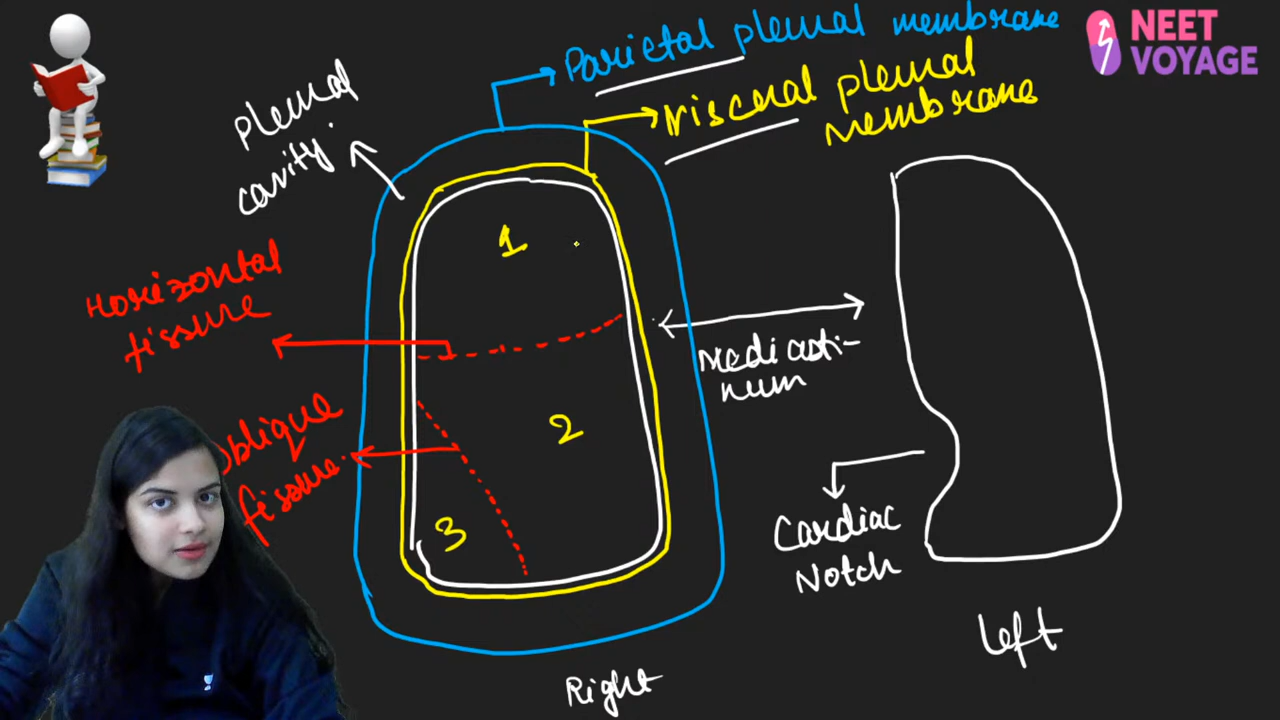 Parietal pleural membrane
visceral pleural
membrane
NEET
VOYAGE
pleural
cavity.
Horizontal
fissure
oblique
fissure.
1
2
3
Mediasti-
num
Cardiac
Notch
Right
Left